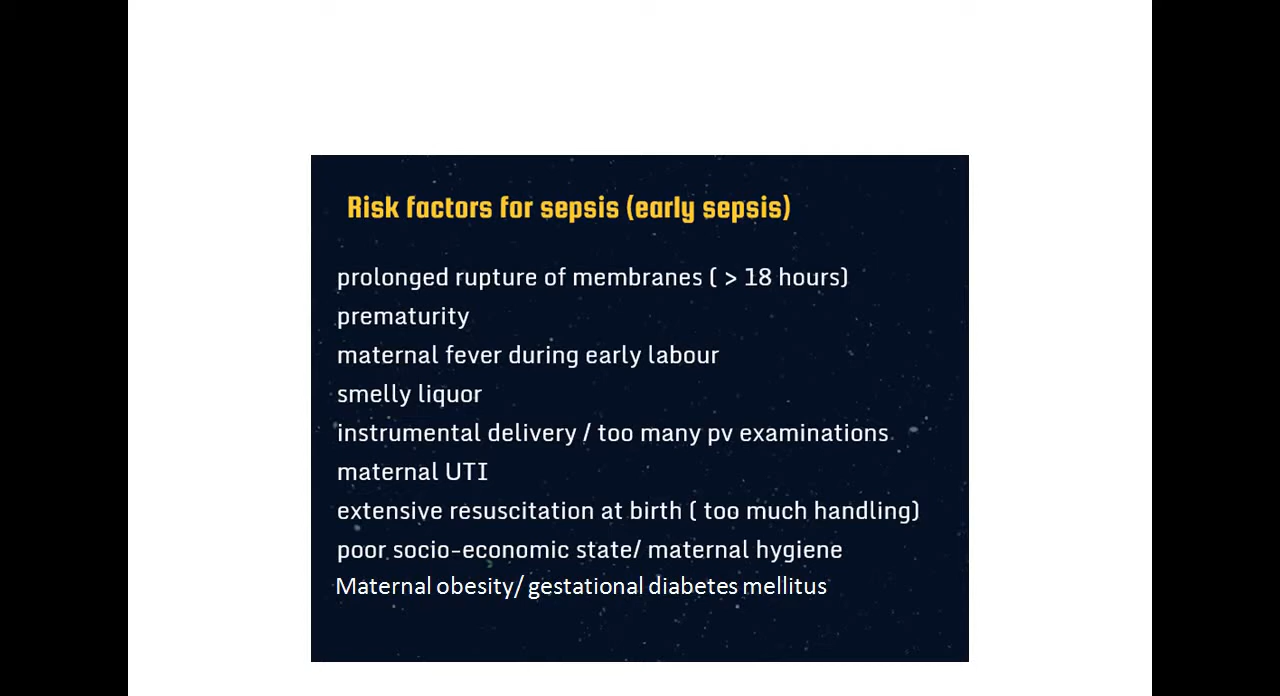 Risk factors for sepsis (early sepsis)
prolonged rupture of membranes ( > 18 hours)
prematurity
maternal fever during early labour
smelly liquor
instrumental delivery / too many pv examinations
maternal UTI
extensive resuscitation at birth ( too much handling)
poor socio-economic state/ maternal hygiene
Maternal obesity/ gestational diabetes mellitus